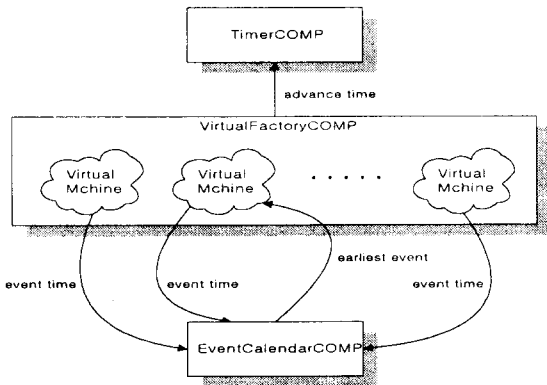 TimerCOMP
advance time
VirtualFactoryCOMP
Virtual
Mchine
Virtual
Mchine
. . . . .
Virtual
Mchine
earliest event
event time
event time
event time
EventCalendarCOMP